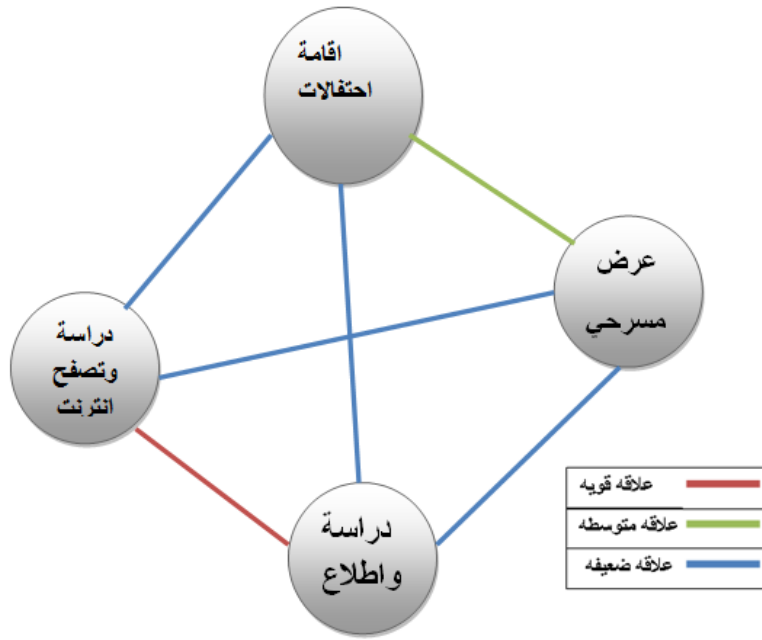 اقامة
احتفالات
عرض
مسرحي
دراسة
وتصفح
انترنت
دراسة
واطلاع
علاقه قويه
علاقه متوسطه
علاقه ضعيفه